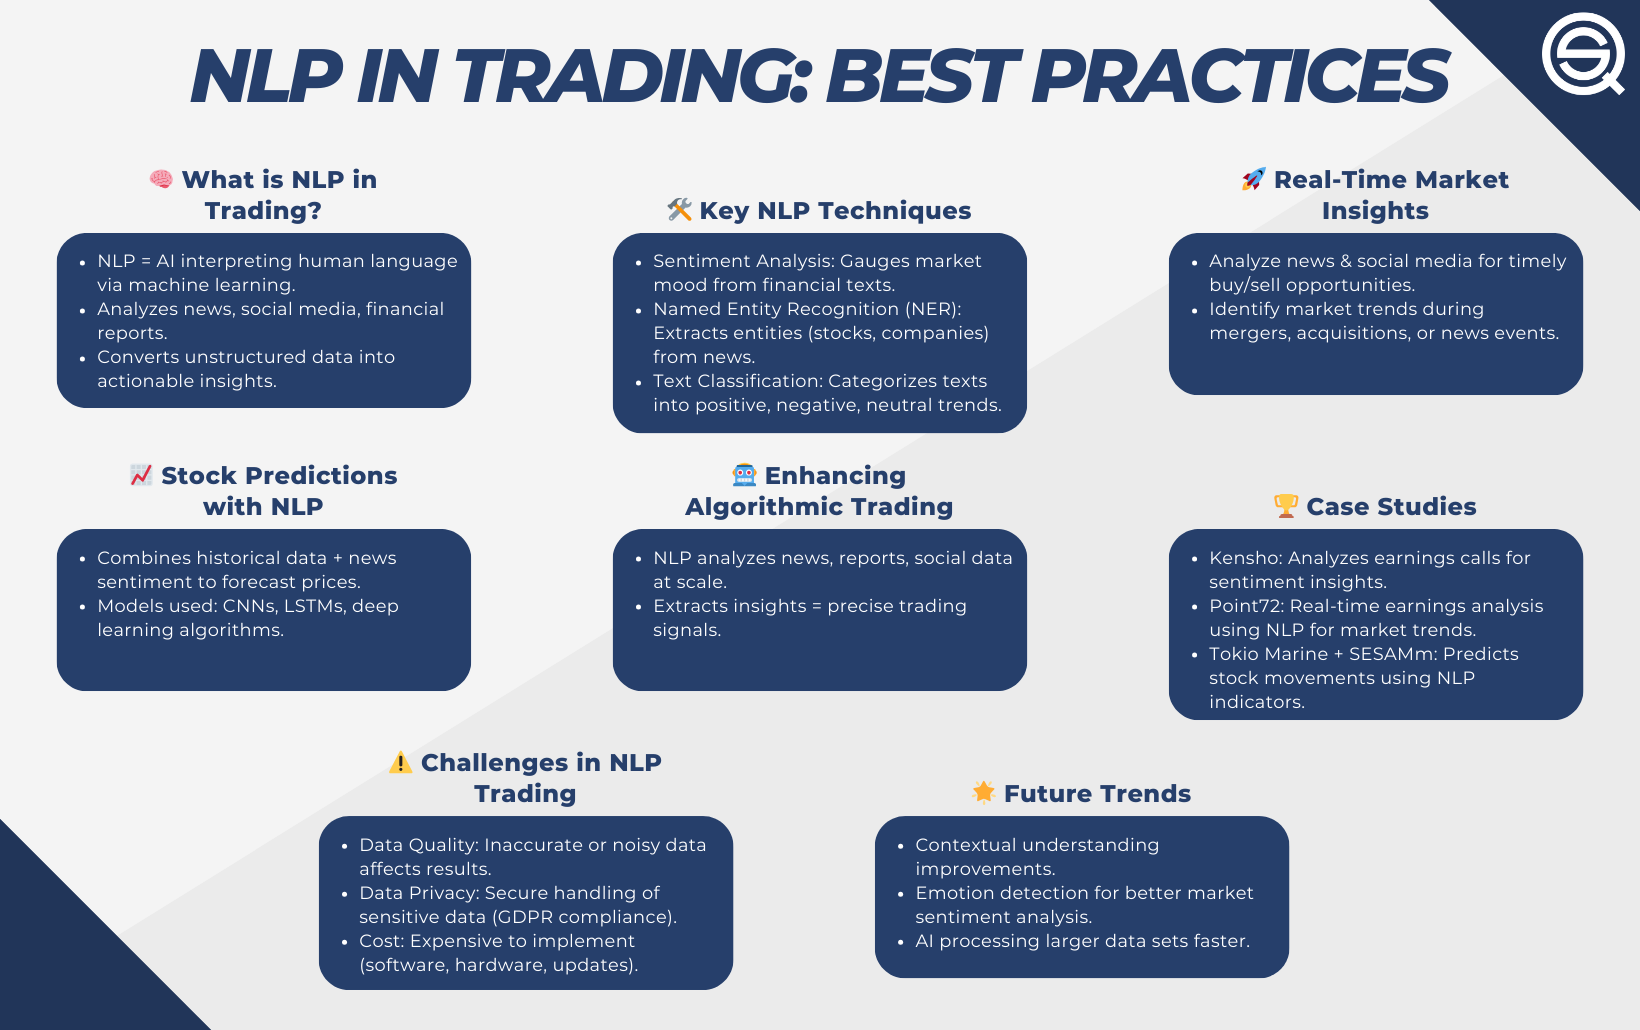 NLP IN TRADING: BEST PRACTICES
🧠 What is NLP in
Trading?
• NLP = AI interpreting human language
via machine learning.
• Analyzes news, social media, financial
reports.
• Converts unstructured data into
actionable insights.
🛠️ Key NLP Techniques
• Sentiment Analysis: Gauges market
mood from financial texts.
• Named Entity Recognition (NER):
Extracts entities (stocks, companies)
from news.
• Text Classification: Categorizes texts
into positive, negative, neutral trends.
🚀 Real-Time Market
Insights
• Analyze news & social media for timely
buy/sell opportunities.
• Identify market trends during
mergers, acquisitions, or news events.
📈 Stock Predictions
with NLP
• Combines historical data + news
sentiment to forecast prices.
• Models used: CNNs, LSTMs, deep
learning algorithms.
🤖 Enhancing
Algorithmic Trading
• NLP analyzes news, reports, social data
at scale.
• Extracts insights = precise trading
signals.
🏆 Case Studies
• Kensho: Analyzes earnings calls for
sentiment insights.
• Point72: Real-time earnings analysis
using NLP for market trends.
• Tokio Marine + SESAMm: Predicts
stock movements using NLP
indicators.
⚠️ Challenges in NLP
Trading
• Data Quality: Inaccurate or noisy data
affects results.
• Data Privacy: Secure handling of
sensitive data (GDPR compliance).
• Cost: Expensive to implement
(software, hardware, updates).
🌟 Future Trends
• Contextual understanding
improvements.
• Emotion detection for better market
sentiment analysis.
• AI processing larger data sets faster.